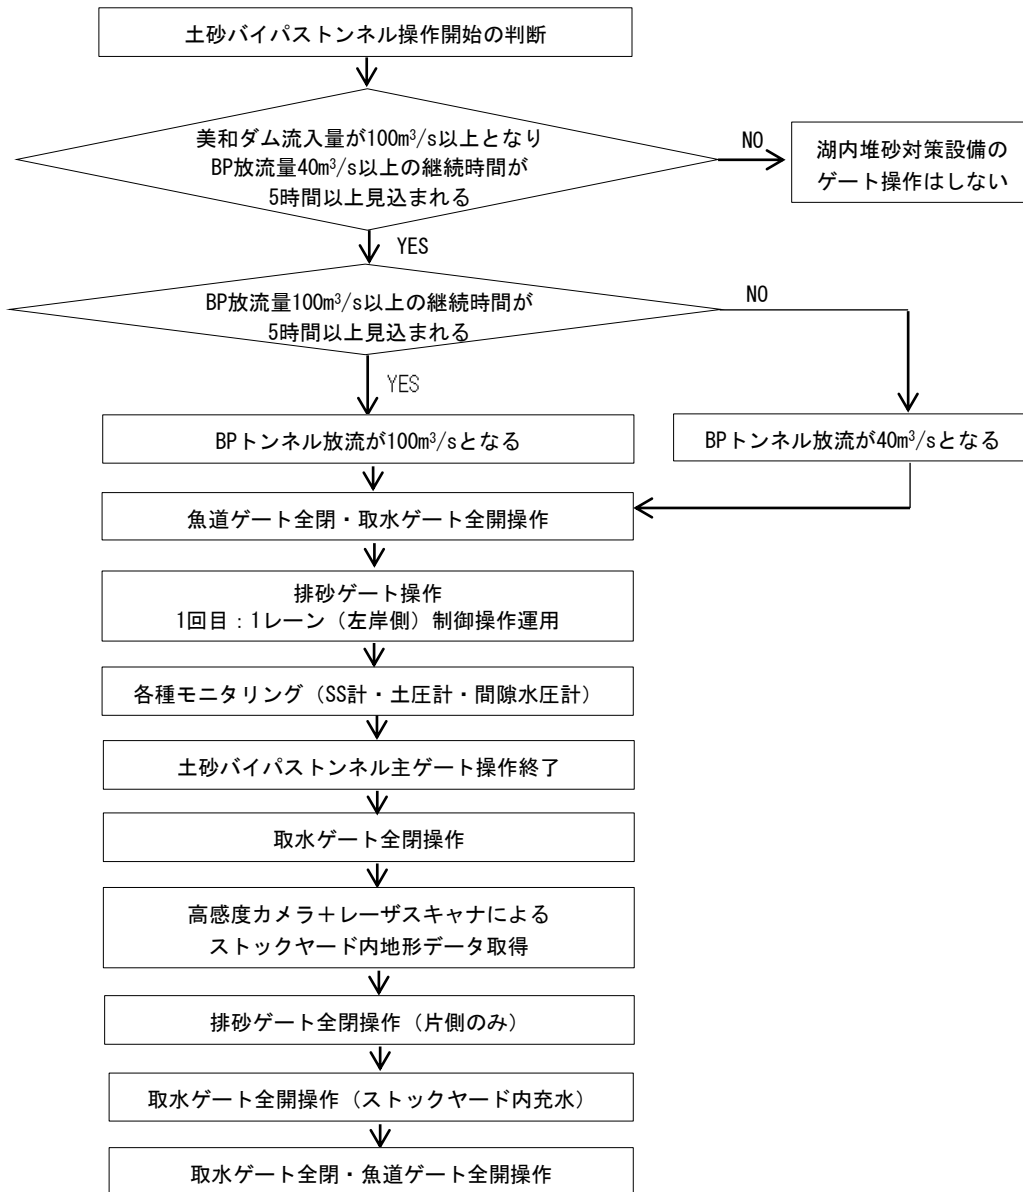 土砂バイパストンネル操作開始の判断
美和ダム流入量が100m³/s以上となり
BP放流量40m³/s以上の継続時間が
5時間以上見込まれる
NO
湖内堆砂対策設備の
ゲート操作はしない
YES
BP放流量100m³/s以上の継続時間が
5時間以上見込まれる
NO
YES
BPトンネル放流が100m³/sとなる
BPトンネル放流が40m³/sとなる
魚道ゲート全閉・取水ゲート全開操作
排砂ゲート操作
1回目：1レーン（左岸側）制御操作運用
各種モニタリング（SS計・土圧計・間隙水圧計）
土砂バイパストンネル主ゲート操作終了
取水ゲート全閉操作
高感度カメラ＋レーザスキャナによる
ストックヤード内地形データ取得
排砂ゲート全閉操作（片側のみ）
取水ゲート全開操作（ストックヤード内充水）
取水ゲート全閉・魚道ゲート全開操作